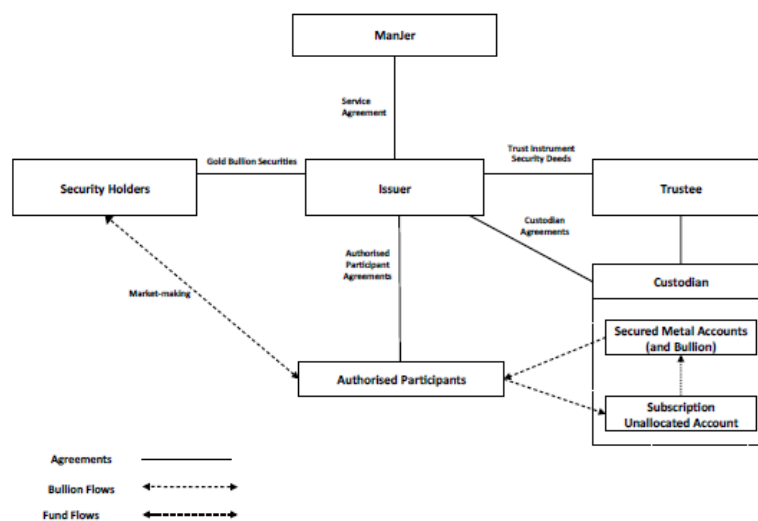 ManJer
Service
Agreement
Gold Bullion Securities
Trust Instrument
Security Deeds
Security Holders
Issuer
Trustee
Custodian
Agreements
Authorised
Participant
Agreements
Custodian
Market-making
Secured Metal Accounts
(and Bullion)
Authorised Participants
Subscription
Unallocated Account
Agreements
Bullion Flows
Fund Flows